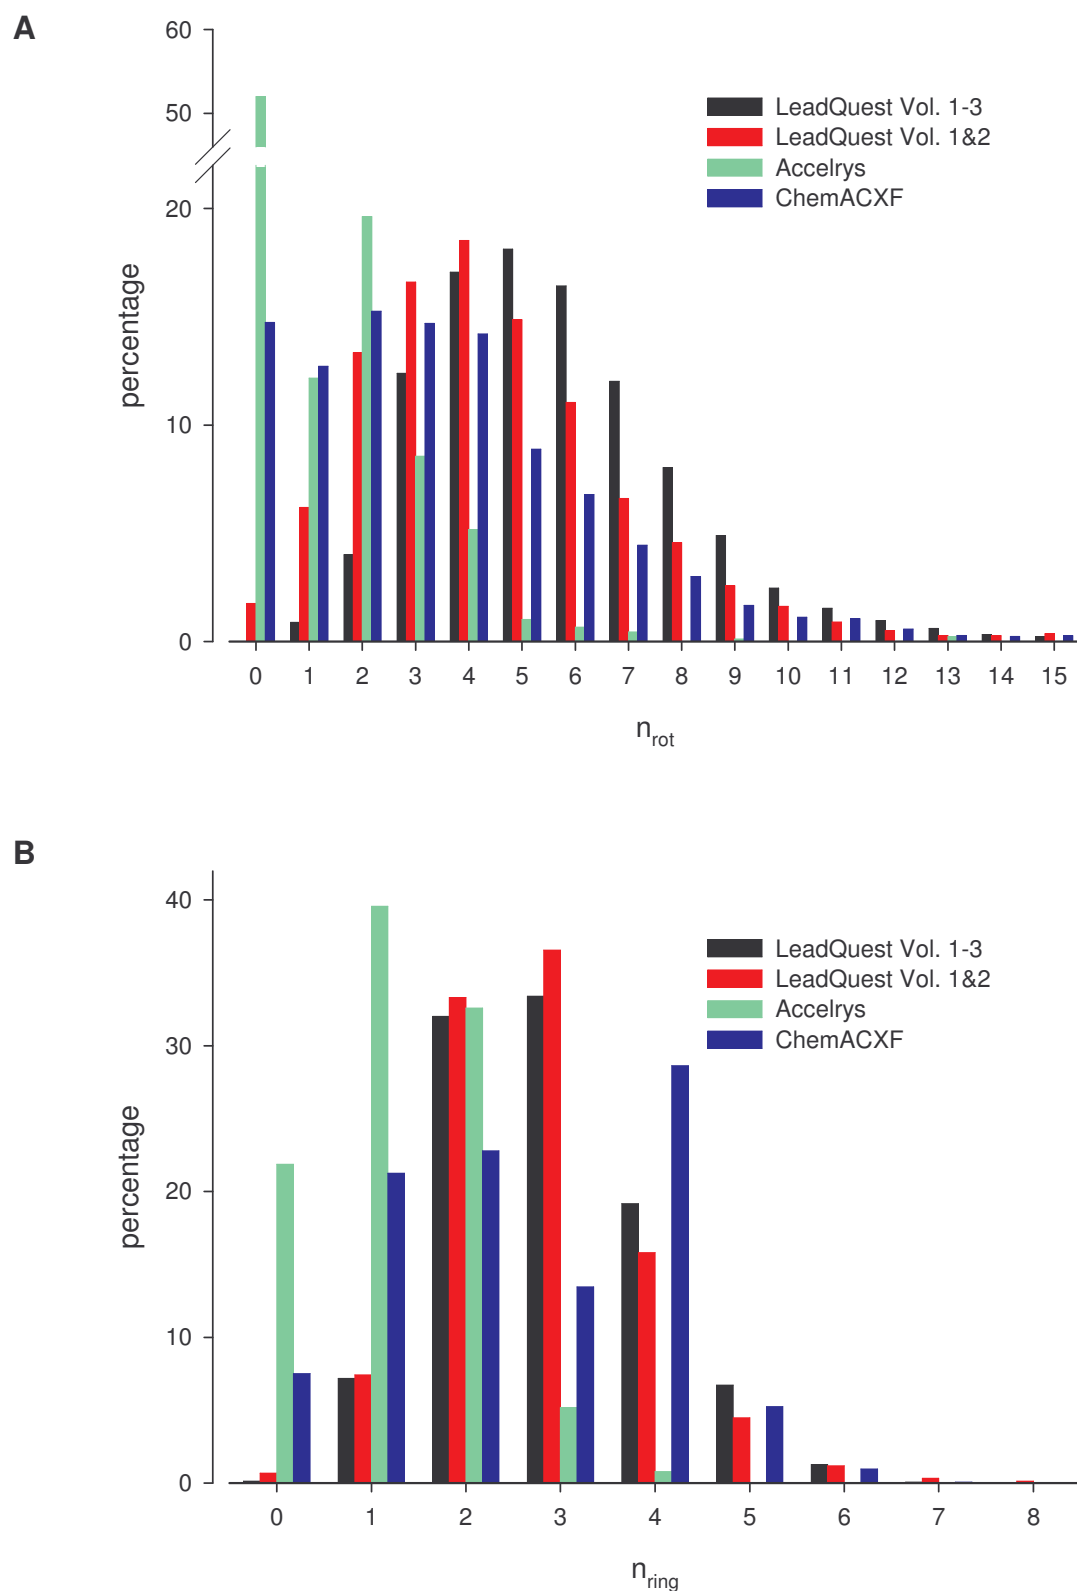 A
60
50
20
10
0
percentage
LeadQuest Vol. 1-3
LeadQuest Vol. 1&2
Accelrys
ChemACXF
0 1 2 3 4 5 6 7 8 9 10 11 12 13 14 15
n_rot
B
40
30
20
10
0
percentage
LeadQuest Vol. 1-3
LeadQuest Vol. 1&2
Accelrys
ChemACXF
0 1 2 3 4 5 6 7 8
n_ring